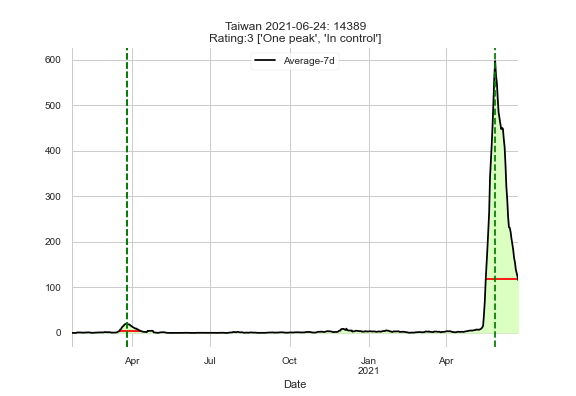 Taiwan 2021-06-24: 14389
Rating:3 ['One peak', 'In control']
Average-7d
600
500
400
300
200
100
0
Apr Jul Oct Jan Apr
2021
Date